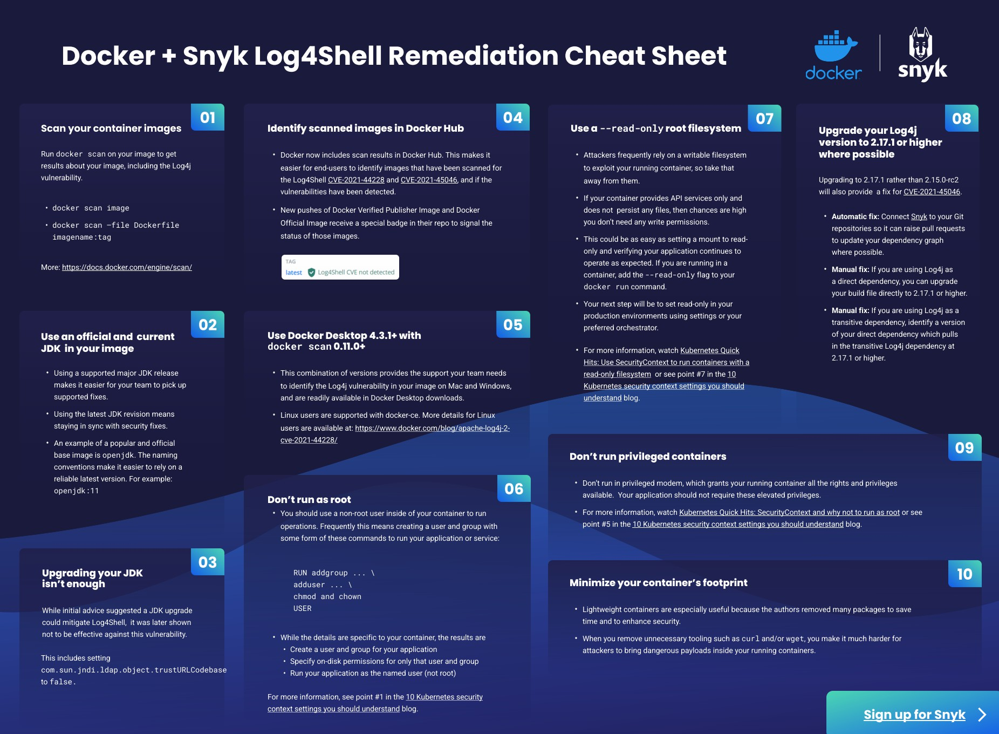 Docker + Snyk Log4Shell Remediation Cheat Sheet
docker
snyk
01
Scan your container images
Run docker scan on your image to get
results about your image, including the Log4j
vulnerability.
• docker scan image
• docker scan –file Dockerfile
imagename:tag
More: https://docs.docker.com/engine/scan/
02
Use an official and current
JDK in your image
• Using a supported major JDK release
makes it easier for your team to pick up
supported fixes.
• Using the latest JDK revision means
staying in sync with security fixes.
• An example of a popular and official
base image is openjdk. The naming
conventions make it easier to rely on a
reliable latest version. For example:
openjdk:11
03
Upgrading your JDK
isn’t enough
While initial advice suggested a JDK upgrade
could mitigate Log4Shell, it was later shown
not to be effective against this vulnerability.
This includes setting
com.sun.jndi.ldap.object.trustURLCodebase
to false.
04
Identify scanned images in Docker Hub
• Docker now includes scan results in Docker Hub. This makes it
easier for end-users to identify images that have been scanned for
the Log4Shell CVE-2021-44228 and CVE-2021-45046, and if the
vulnerabilities have been detected.
• New pushes of Docker Verified Publisher Image and Docker
Official Image receive a special badge in their repo to signal the
status of those images.
TAG
latest Log4Shell CVE not detected
05
Use Docker Desktop 4.3.1+ with
docker scan 0.11.0+
• This combination of versions provides the support your team needs
to identify the Log4j vulnerability in your image on Mac and Windows,
and are readily available in Docker Desktop downloads.
• Linux users are supported with docker-ce. More details for Linux
users are available at: https://www.docker.com/blog/apache-log4j-2-
cve-2021-44228/
06
Don’t run as root
• You should use a non-root user inside of your container to run
operations. Frequently this means creating a user and group with
some form of these commands to run your application or service:
RUN addgroup ... \
adduser ... \
chmod and chown
USER
• While the details are specific to your container, the results are
• Create a user and group for your application
• Specify on-disk permissions for only that user and group
• Run your application as the named user (not root)
For more information, see point #1 in the 10 Kubernetes security
context settings you should understand blog.
07
Use a --read-only root filesystem
• Attackers frequently rely on a writable filesystem
to exploit your running container, so take that
away from them.
• If your container provides API services only and
does not persist any files, then chances are high
you don’t need any write permissions.
• This could be as easy as setting a mount to read-
only and verifying your application continues to
operate as expected. If you are running in a
container, add the --read-only flag to your
docker run command.
• Your next step will be to set read-only in your
production environments using settings or your
preferred orchestrator.
• For more information, watch Kubernetes Quick
Hits: Use SecurityContext to run containers with a
read-only filesystem or see point #7 in the 10
Kubernetes security context settings you should
understand blog.
08
Upgrade your Log4j
version to 2.17.1 or higher
where possible
Upgrading to 2.17.1 rather than 2.15.0-rc2
will also provide a fix for CVE-2021-45046.
• Automatic fix: Connect Snyk to your Git
repositories so it can raise pull requests
to update your dependency graph
where possible.
• Manual fix: If you are using Log4j as
a direct dependency, you can upgrade
your build file directly to 2.17.1 or higher.
• Manual fix: If you are using Log4j as a
transitive dependency, identify a version
of your direct dependency which pulls
in the transitive Log4j dependency at
2.17.1 or higher.
09
Don’t run privileged containers
• Don’t run in privileged modem, which grants your running container all the rights and privileges
available. Your application should not require these elevated privileges.
• For more information, watch Kubernetes Quick Hits: SecurityContext and why not to run as root or see
point #5 in the 10 Kubernetes security context settings you should understand blog.
10
Minimize your container’s footprint
• Lightweight containers are especially useful because the authors removed many packages to save
time and to enhance security.
• When you remove unnecessary tooling such as curl and/or wget, you make it much harder for
attackers to bring dangerous payloads inside your running containers.
Sign up for Snyk